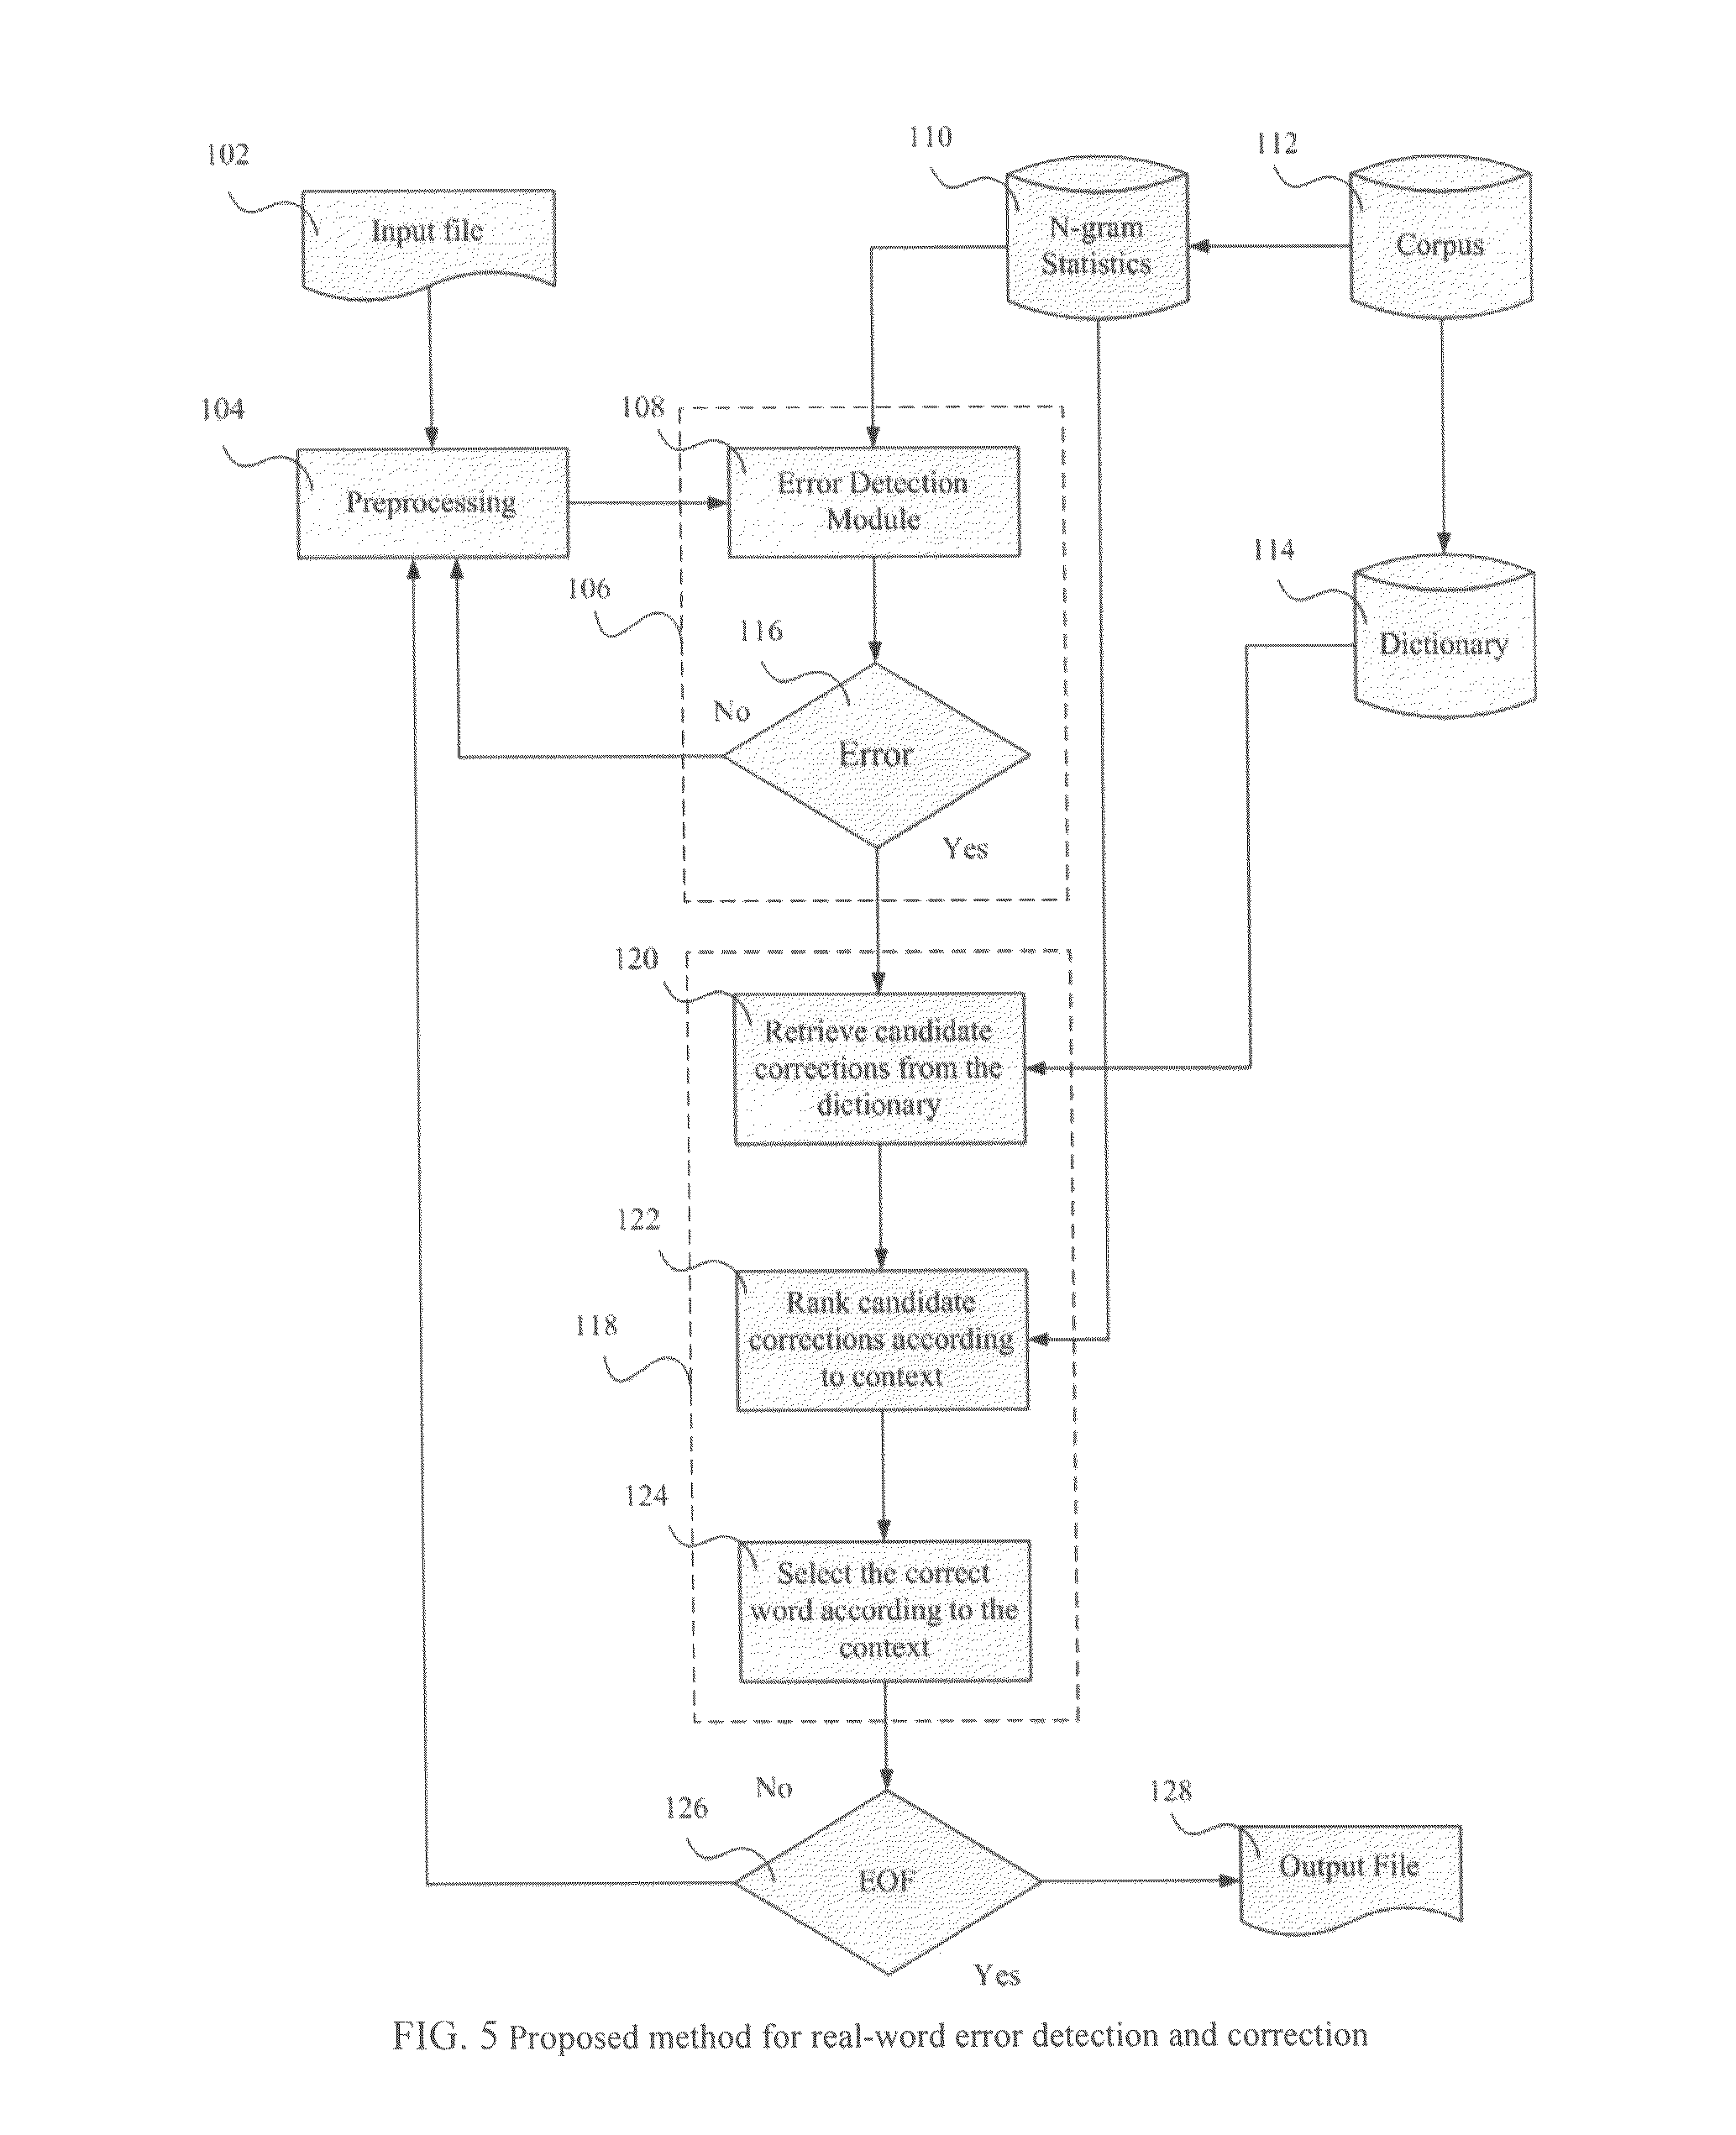 102
Input file
110
N-gram
Statistics
112
Corpus
104
Preprocessing
108
Error Detection
Module
106
114
Dictionary
116
No
Error
Yes
120
Retrieve candidate
corrections from the
dictionary
122
Rank candidate
corrections according
to context
118
124
Select the correct
word according to the
context
No
126
EOF
Yes
128
Output File
FIG. 5 Proposed method for real-word error detection and correction